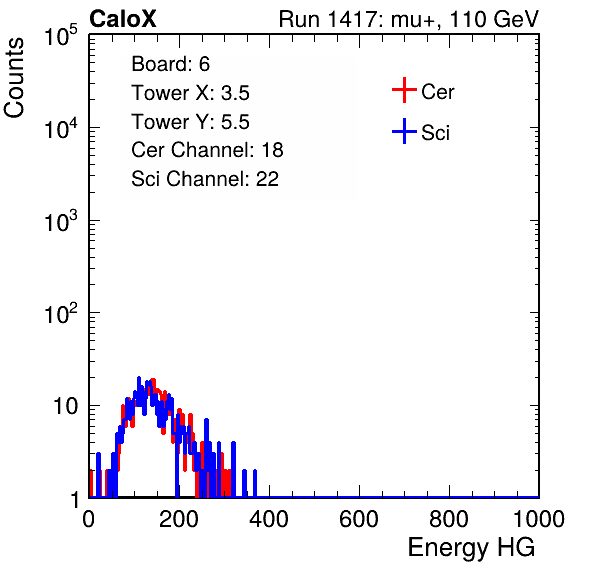 CaloX Run 1417: mu+, 110 GeV
Counts
10^5
10^4
10^3
10^2
10
1
Board: 6
Tower X: 3.5
Tower Y: 5.5
Cer Channel: 18
Sci Channel: 22
Cer
Sci
0 200 400 600 800 1000
Energy HG